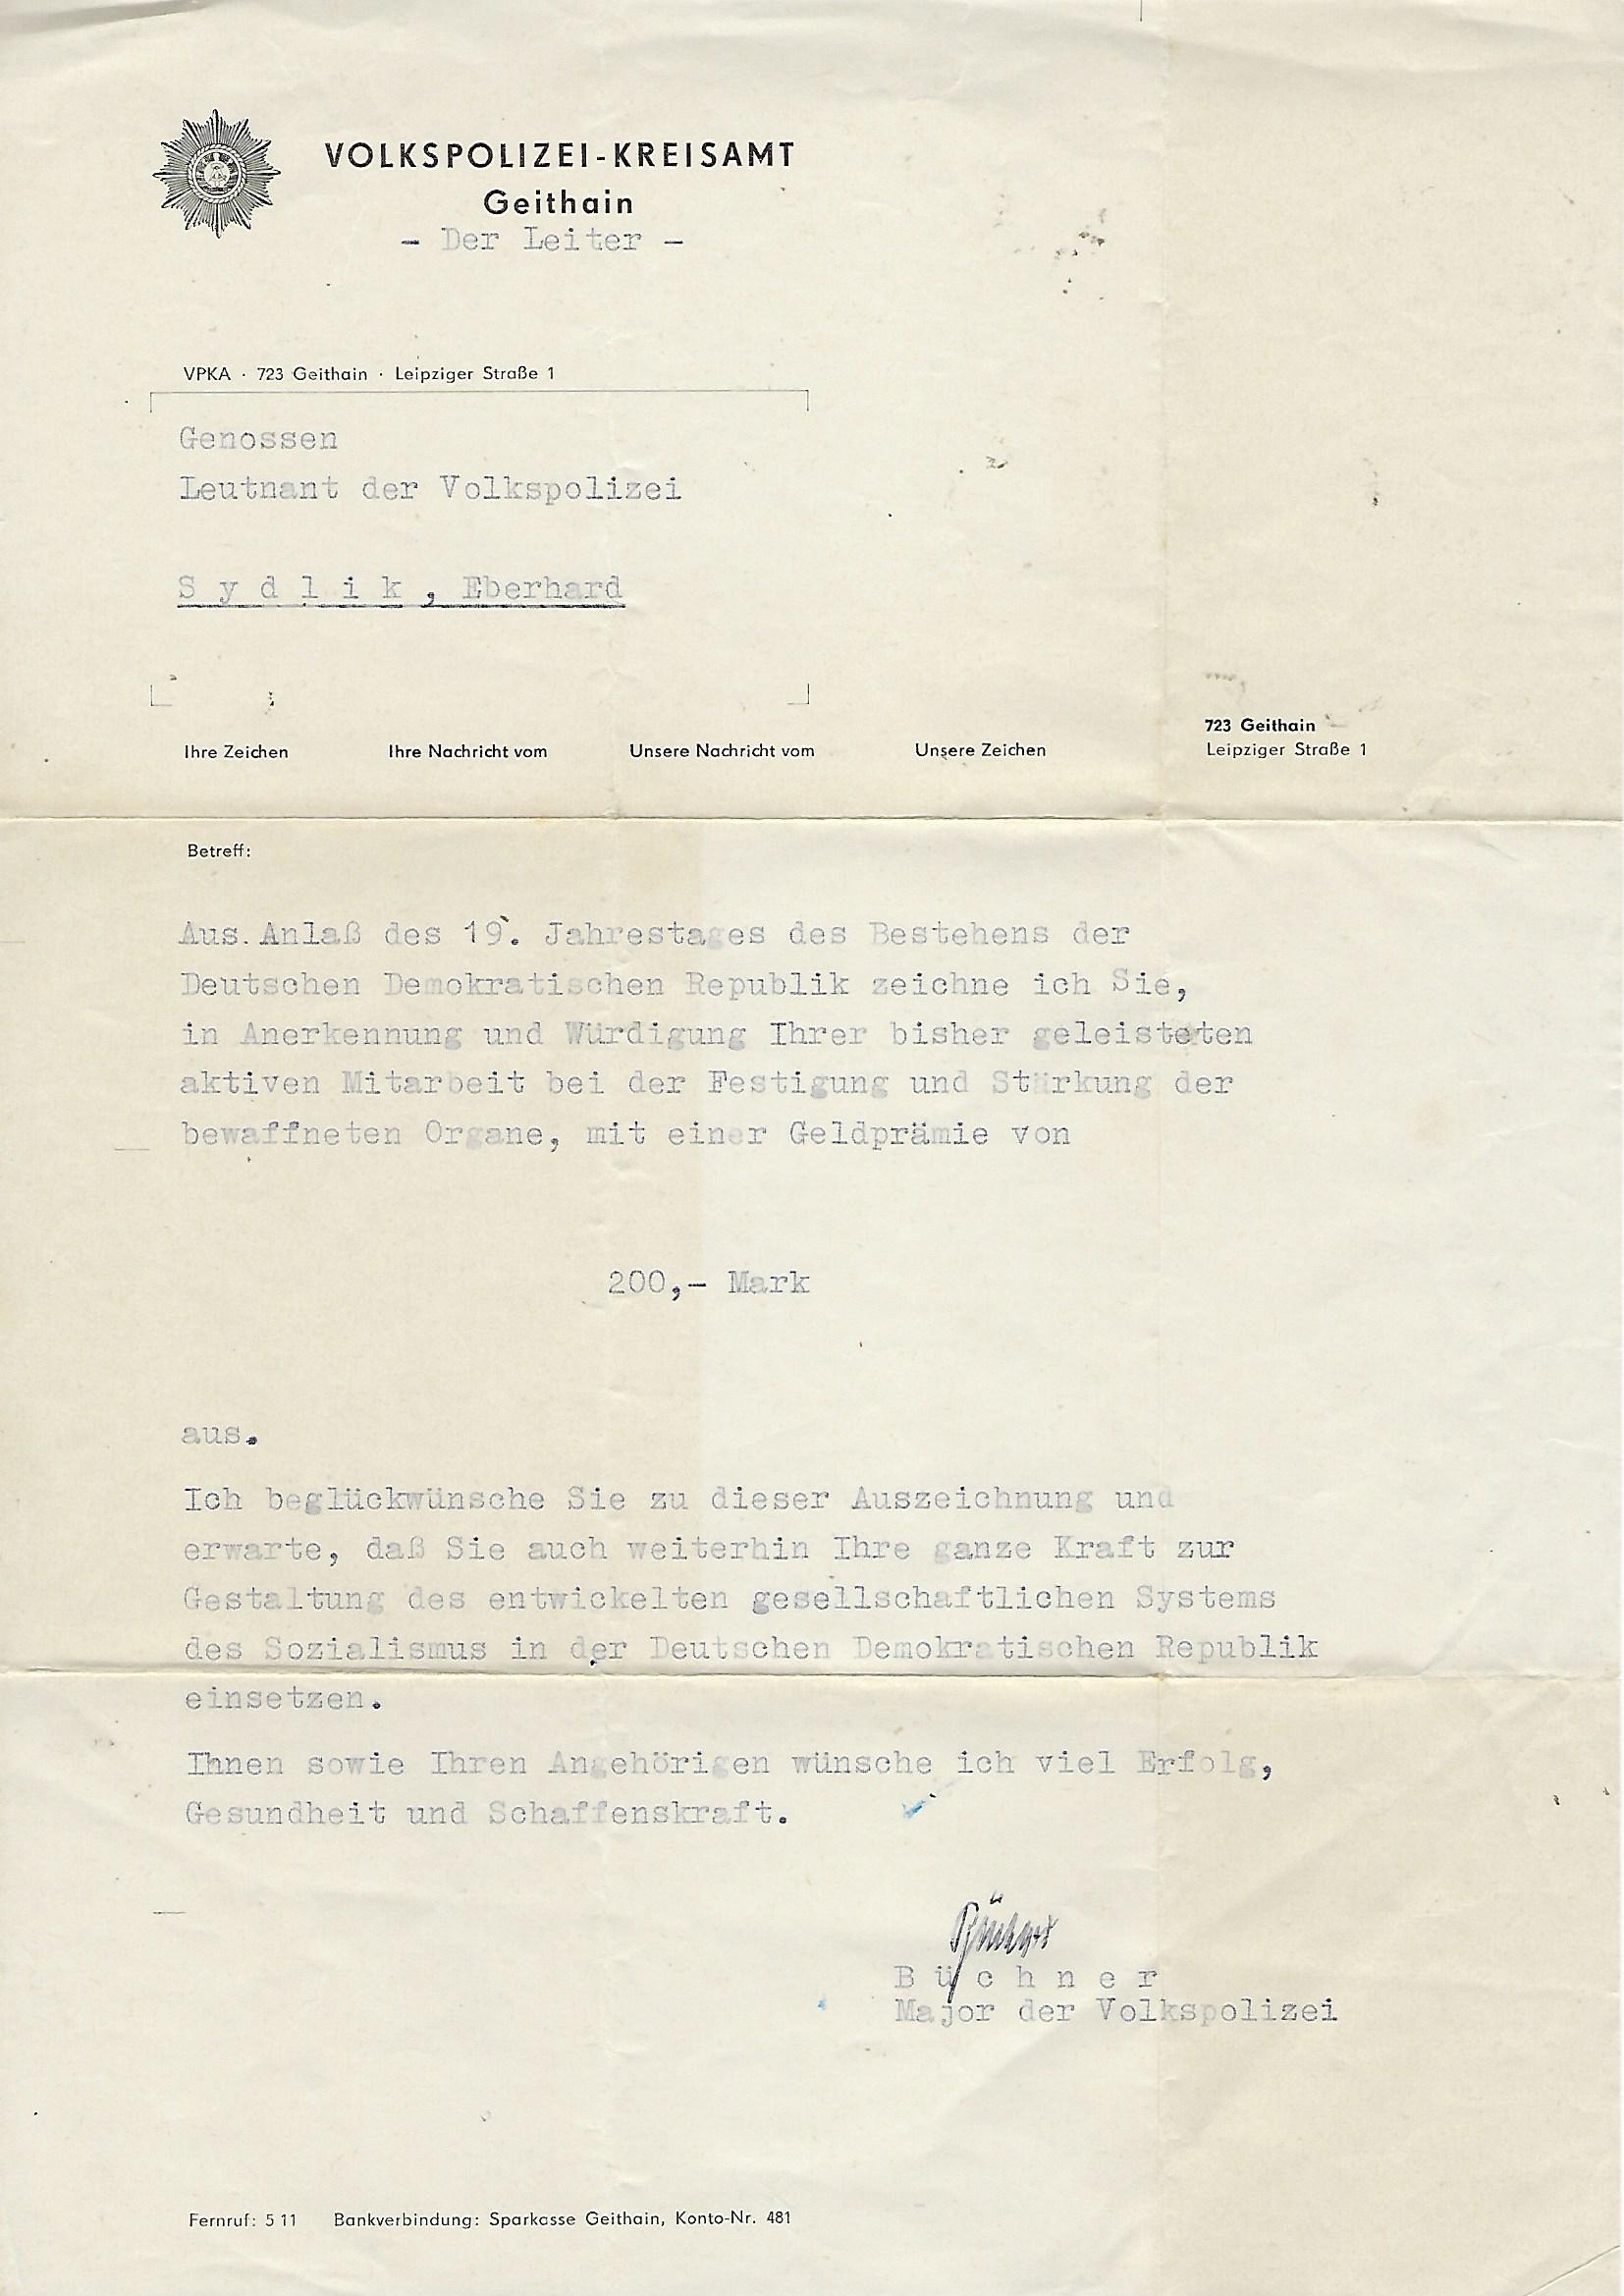 VOLKSPOLIZEI-KREISAMT
Geithain
- Der Leiter -
VPKA · 723 Geithain · Leipziger Straße 1
Genossen
Leutnant der Volkspolizei
S y d l i k , Eberhard
723 Geithain
Leipziger Straße 1
Ihre Zeichen Ihre Nachricht vom Unsere Nachricht vom Unsere Zeichen
Betreff:
Aus Anlaß des 19. Jahrestages des Bestehens der
Deutschen Demokratischen Republik zeichne ich Sie,
in Anerkennung und Würdigung Ihrer bisher geleisteten
aktiven Mitarbeit bei der Festigung und Stärkung der
bewaffneten Organe, mit einer Geldprämie von
200,- Mark
aus.
Ich beglückwünsche Sie zu dieser Auszeichnung und
erwarte, daß Sie auch weiterhin Ihre ganze Kraft zur
Gestaltung des entwickelten gesellschaftlichen Systems
des Sozialismus in der Deutschen Demokratischen Republik
einsetzen.
Ihnen sowie Ihren Angehörigen wünsche ich viel Erfolg,
Gesundheit und Schaffenskraft.
Büchner
B ü c h n e r
Major der Volkspolizei
Fernruf: 5 11 Bankverbindung: Sparkasse Geithain, Konto-Nr. 481